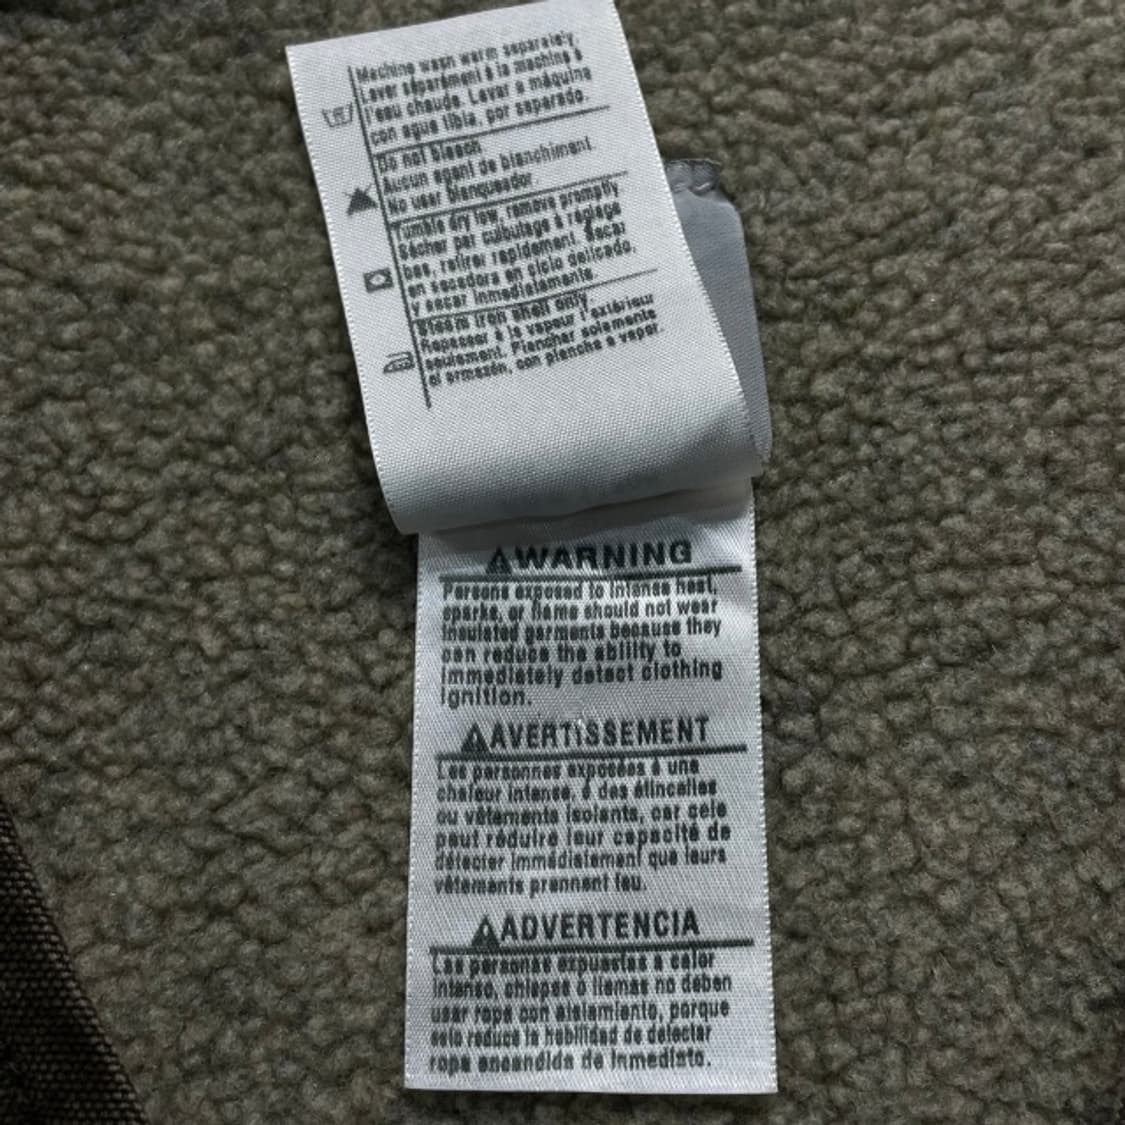 Machine wash warm separately.
Laver séparément à la machine à
l'eau chaude. Lavar a máquina
con agua tibia, por separado.
Do not bleach
Aucun agent de blanchiment.
No usar blanqueador
Tumble dry low, remove promptly
Sécher par culbutage à réglage
bas, retirer rapidement. Secar
en secadora en ciclo delicado.
y secar inmediatamente
Steam iron shell only
Repasser à la vapeur l'extérieur
seulement. Planchar solamente
el armazón, con plancha a vapor.
WARNING
Persons exposed to intense heat,
sparks, or flame should not wear
insulated garments because they
can reduce the ability to
immediately detect clothing
ignition.
AVERTISSEMENT
Les personnes exposées à une
chaleur intense, à des étincelles
ou vêtements isolants, car cela
peut réduire leur capacité de
détecter immédiatement que leurs
vêtements prennent feu.
ADVERTENCIA
Las personas expuestas a calor
intenso, chispas o llamas no deben
usar ropa con aislamiento, porque
esto reduce la habilidad de detectar
ropa encendida de inmediato.